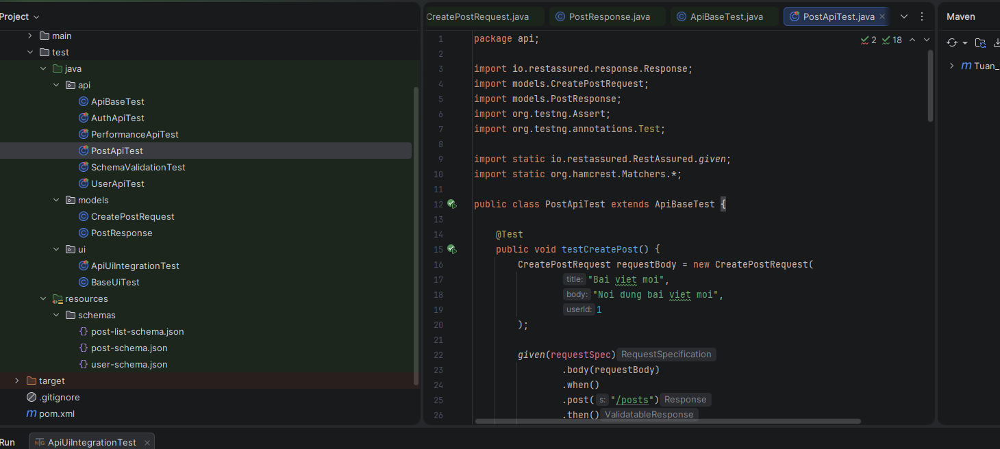 Project
main
test
java
api
ApiBaseTest
AuthApiTest
PerformanceApiTest
PostApiTest
SchemaValidationTest
UserApiTest
models
CreatePostRequest
PostResponse
ui
ApiUiIntegrationTest
BaseUiTest
resources
schemas
post-list-schema.json
post-schema.json
user-schema.json
target
.gitignore
pom.xml
CreatePostRequest.java PostResponse.java ApiBaseTest.java PostApiTest.java
2 18
1 package api;
2
3 import io.restassured.response.Response;
4 import models.CreatePostRequest;
5 import models.PostResponse;
6 import org.testng.Assert;
7 import org.testng.annotations.Test;
8
9 import static io.restassured.RestAssured.given;
10 import static org.hamcrest.Matchers.*;
11
12 public class PostApiTest extends ApiBaseTest {
13
14 @Test
15 public void testCreatePost() {
16 CreatePostRequest requestBody = new CreatePostRequest(
17 title: "Bai viet moi",
18 body: "Noi dung bai viet moi",
19 userId: 1
20 );
21
22 given(requestSpec) RequestSpecification
23 .body(requestBody)
24 .when()
25 .post( s: "/posts") Response
26 .then() ValidatableResponse
Maven
m Tuan_
Run ApiUiIntegrationTest